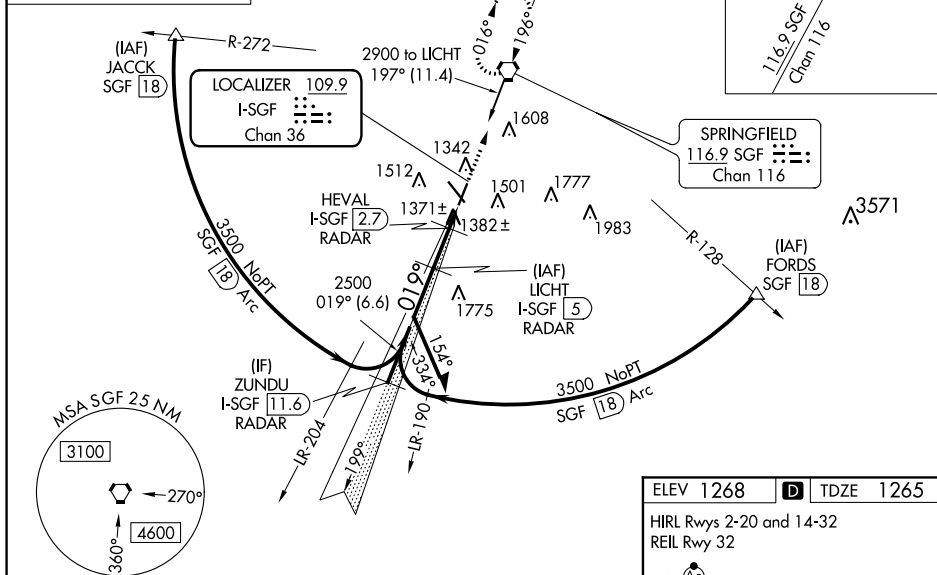 016°
196°
116.9 SGF
Chan 116
(IAF)
JACCK
SGF 18
R-272
2900 to LICHT
197° (11.4)
LOCALIZER 109.9
I-SGF
Chan 36
1608
1342
1512
SPRINGFIELD
116.9 SGF
Chan 116
HEVAL
I-SGF 2.7
RADAR
1371±
1382±
1501
1777
1983
3571
R-128
(IAF)
FORDS
SGF 18
3500 NoPT
SGF 18 Arc
2500
019° (6.6)
019°
1775
(IAF)
LICHT
I-SGF 5
RADAR
154°
334°
(IF)
ZUNDU
I-SGF 11.6
RADAR
3500 NoPT
SGF 18 Arc
LR-204
199°
LR-190
MSA SGF 25 NM
3100
270°
4600
360°
ELEV 1268 D TDZE 1265
HIRL Rwys 2-20 and 14-32
REIL Rwy 32